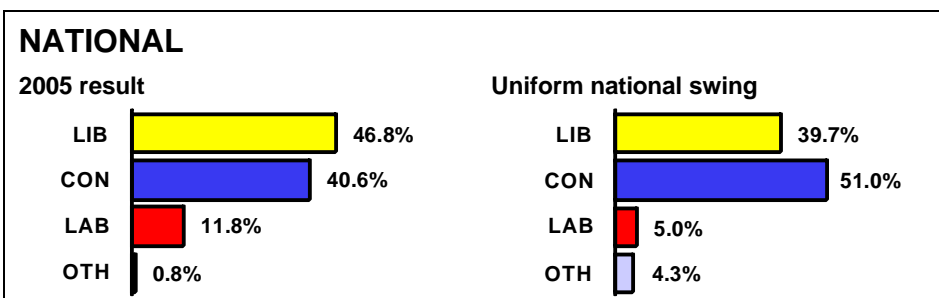 NATIONAL
2005 result
LIB 46.8%
CON 40.6%
LAB 11.8%
OTH 0.8%
Uniform national swing
LIB 39.7%
CON 51.0%
LAB 5.0%
OTH 4.3%